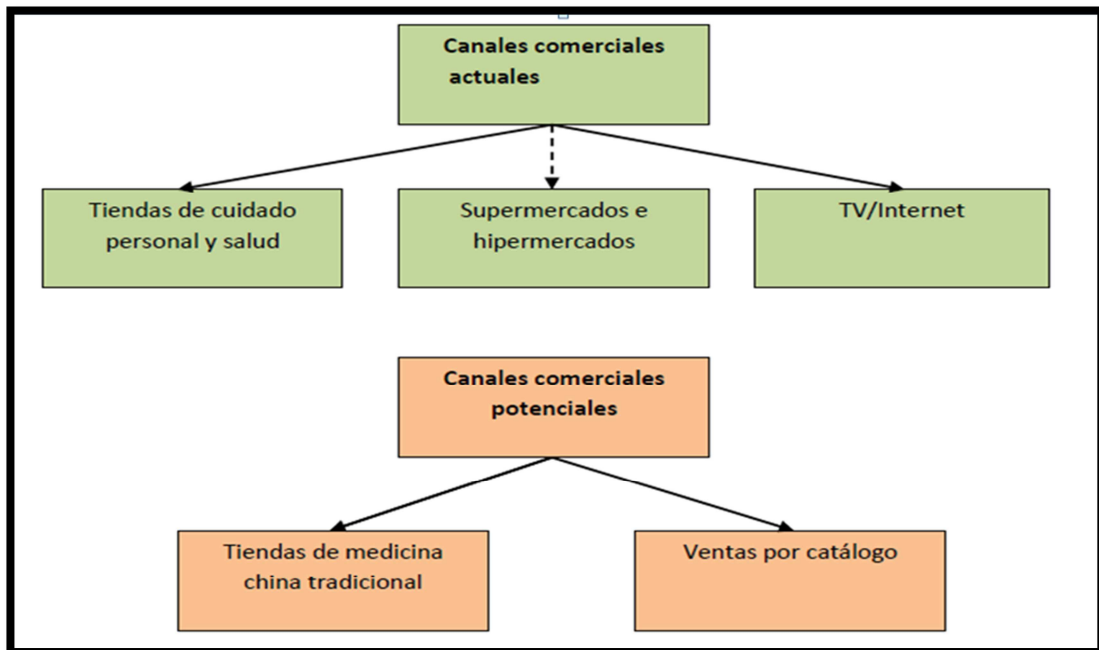 Canales comerciales
actuales
Tiendas de cuidado
personal y salud
Supermercados e
hipermercados
TV/Internet
Canales comerciales
potenciales
Tiendas de medicina
china tradicional
Ventas por catálogo